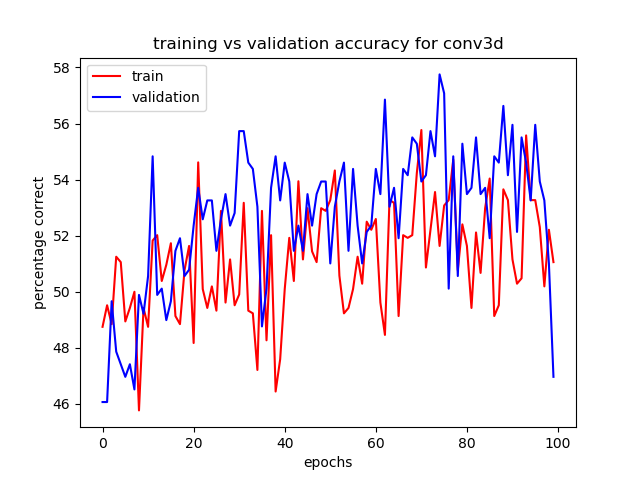 training vs validation accuracy for conv3d
train
validation
58
56
54
52
50
48
46
percentage correct
0 20 40 60 80 100
epochs